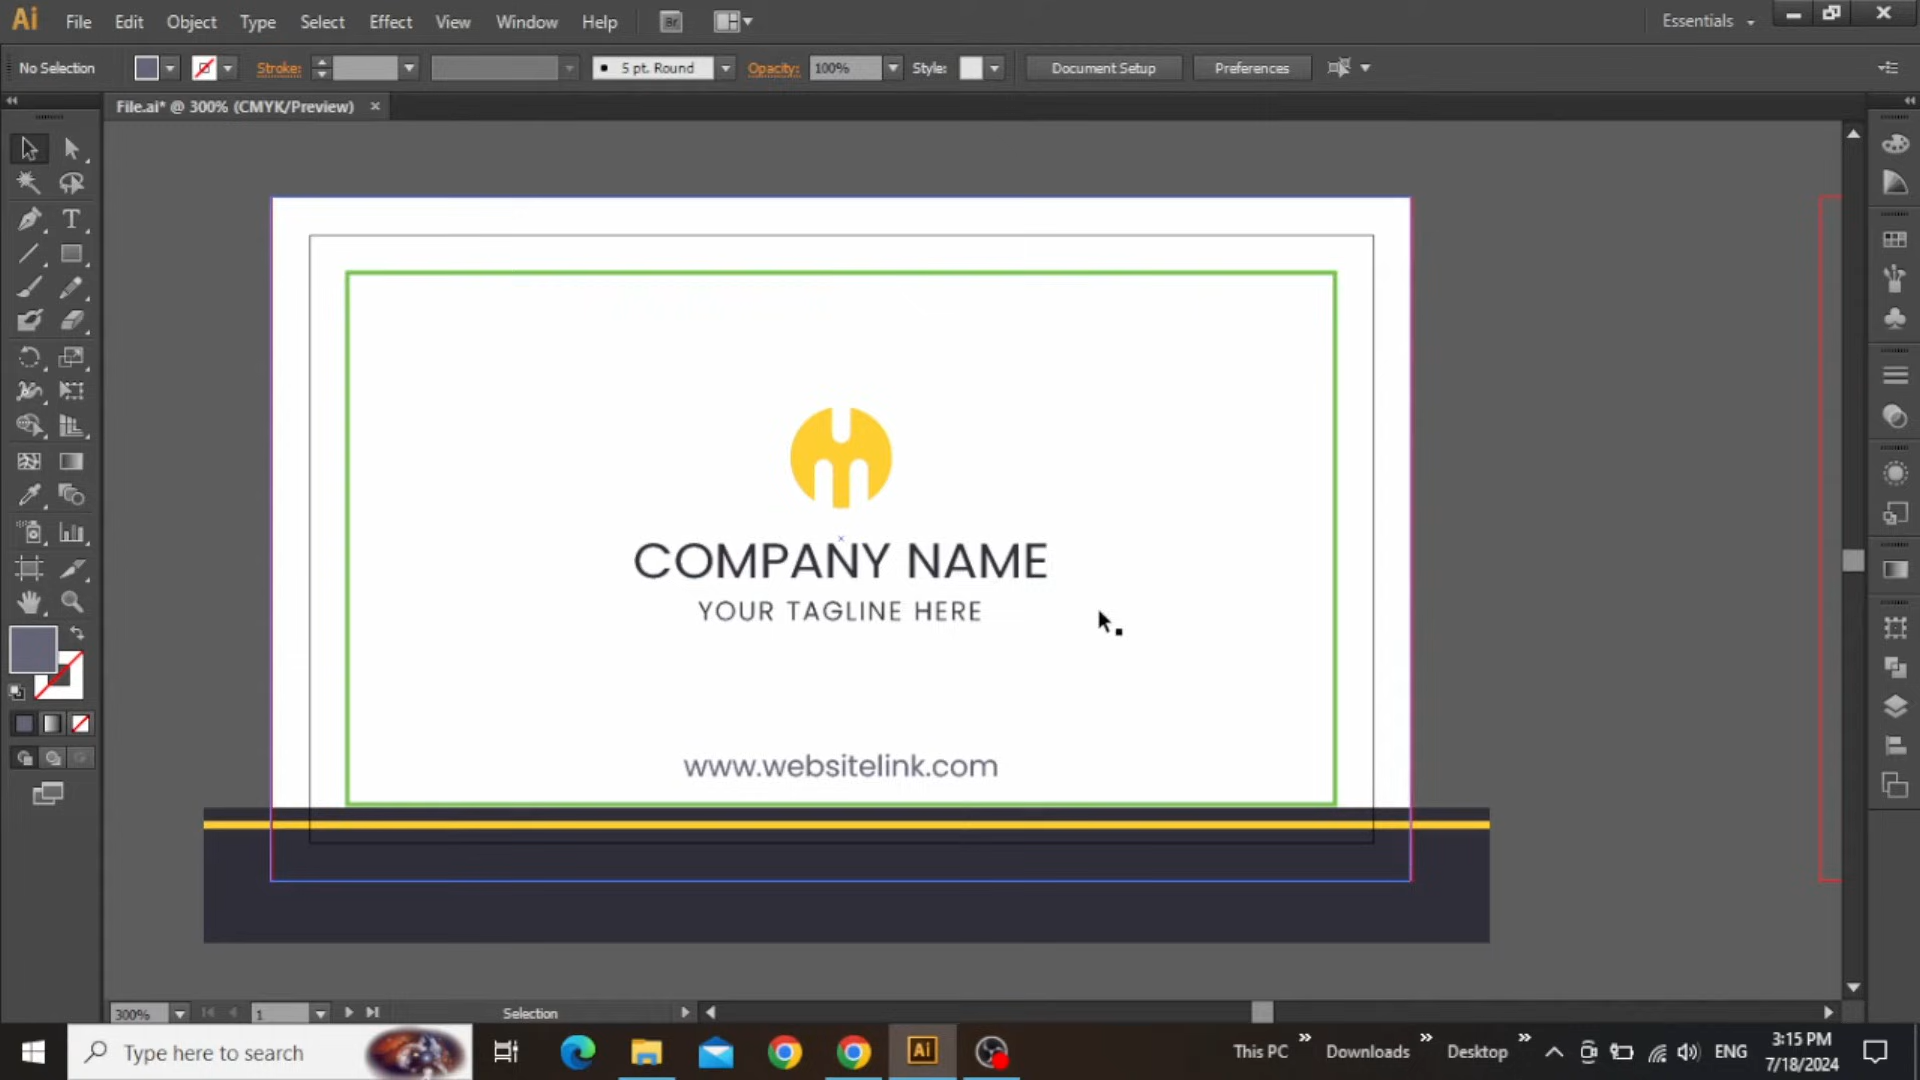 Ai File Edit Object Type Select Effect View Window Help Br Essentials
No Selection Stroke: 5 pt. Round Opacity: 100% Style: Document Setup Preferences
File.ai* @ 300% (CMYK/Preview)
COMPANY NAME
YOUR TAGLINE HERE
www.websitelink.com
300% 1 Selection
Type here to search Ai This PC Downloads Desktop ENG 3:15 PM
7/18/2024